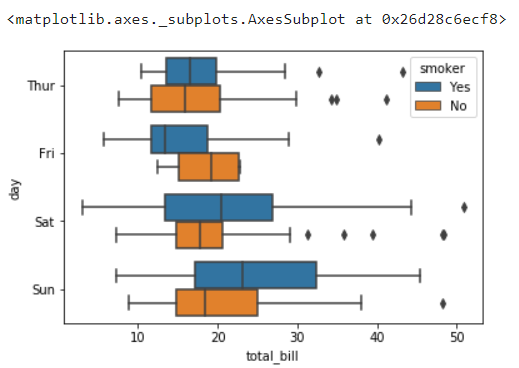 <matplotlib.axes._subplots.AxesSubplot at 0x26d28c6ecf8>
smoker
Yes
No
Thur
Fri
Sat
Sun
day
10 20 30 40 50
total_bill